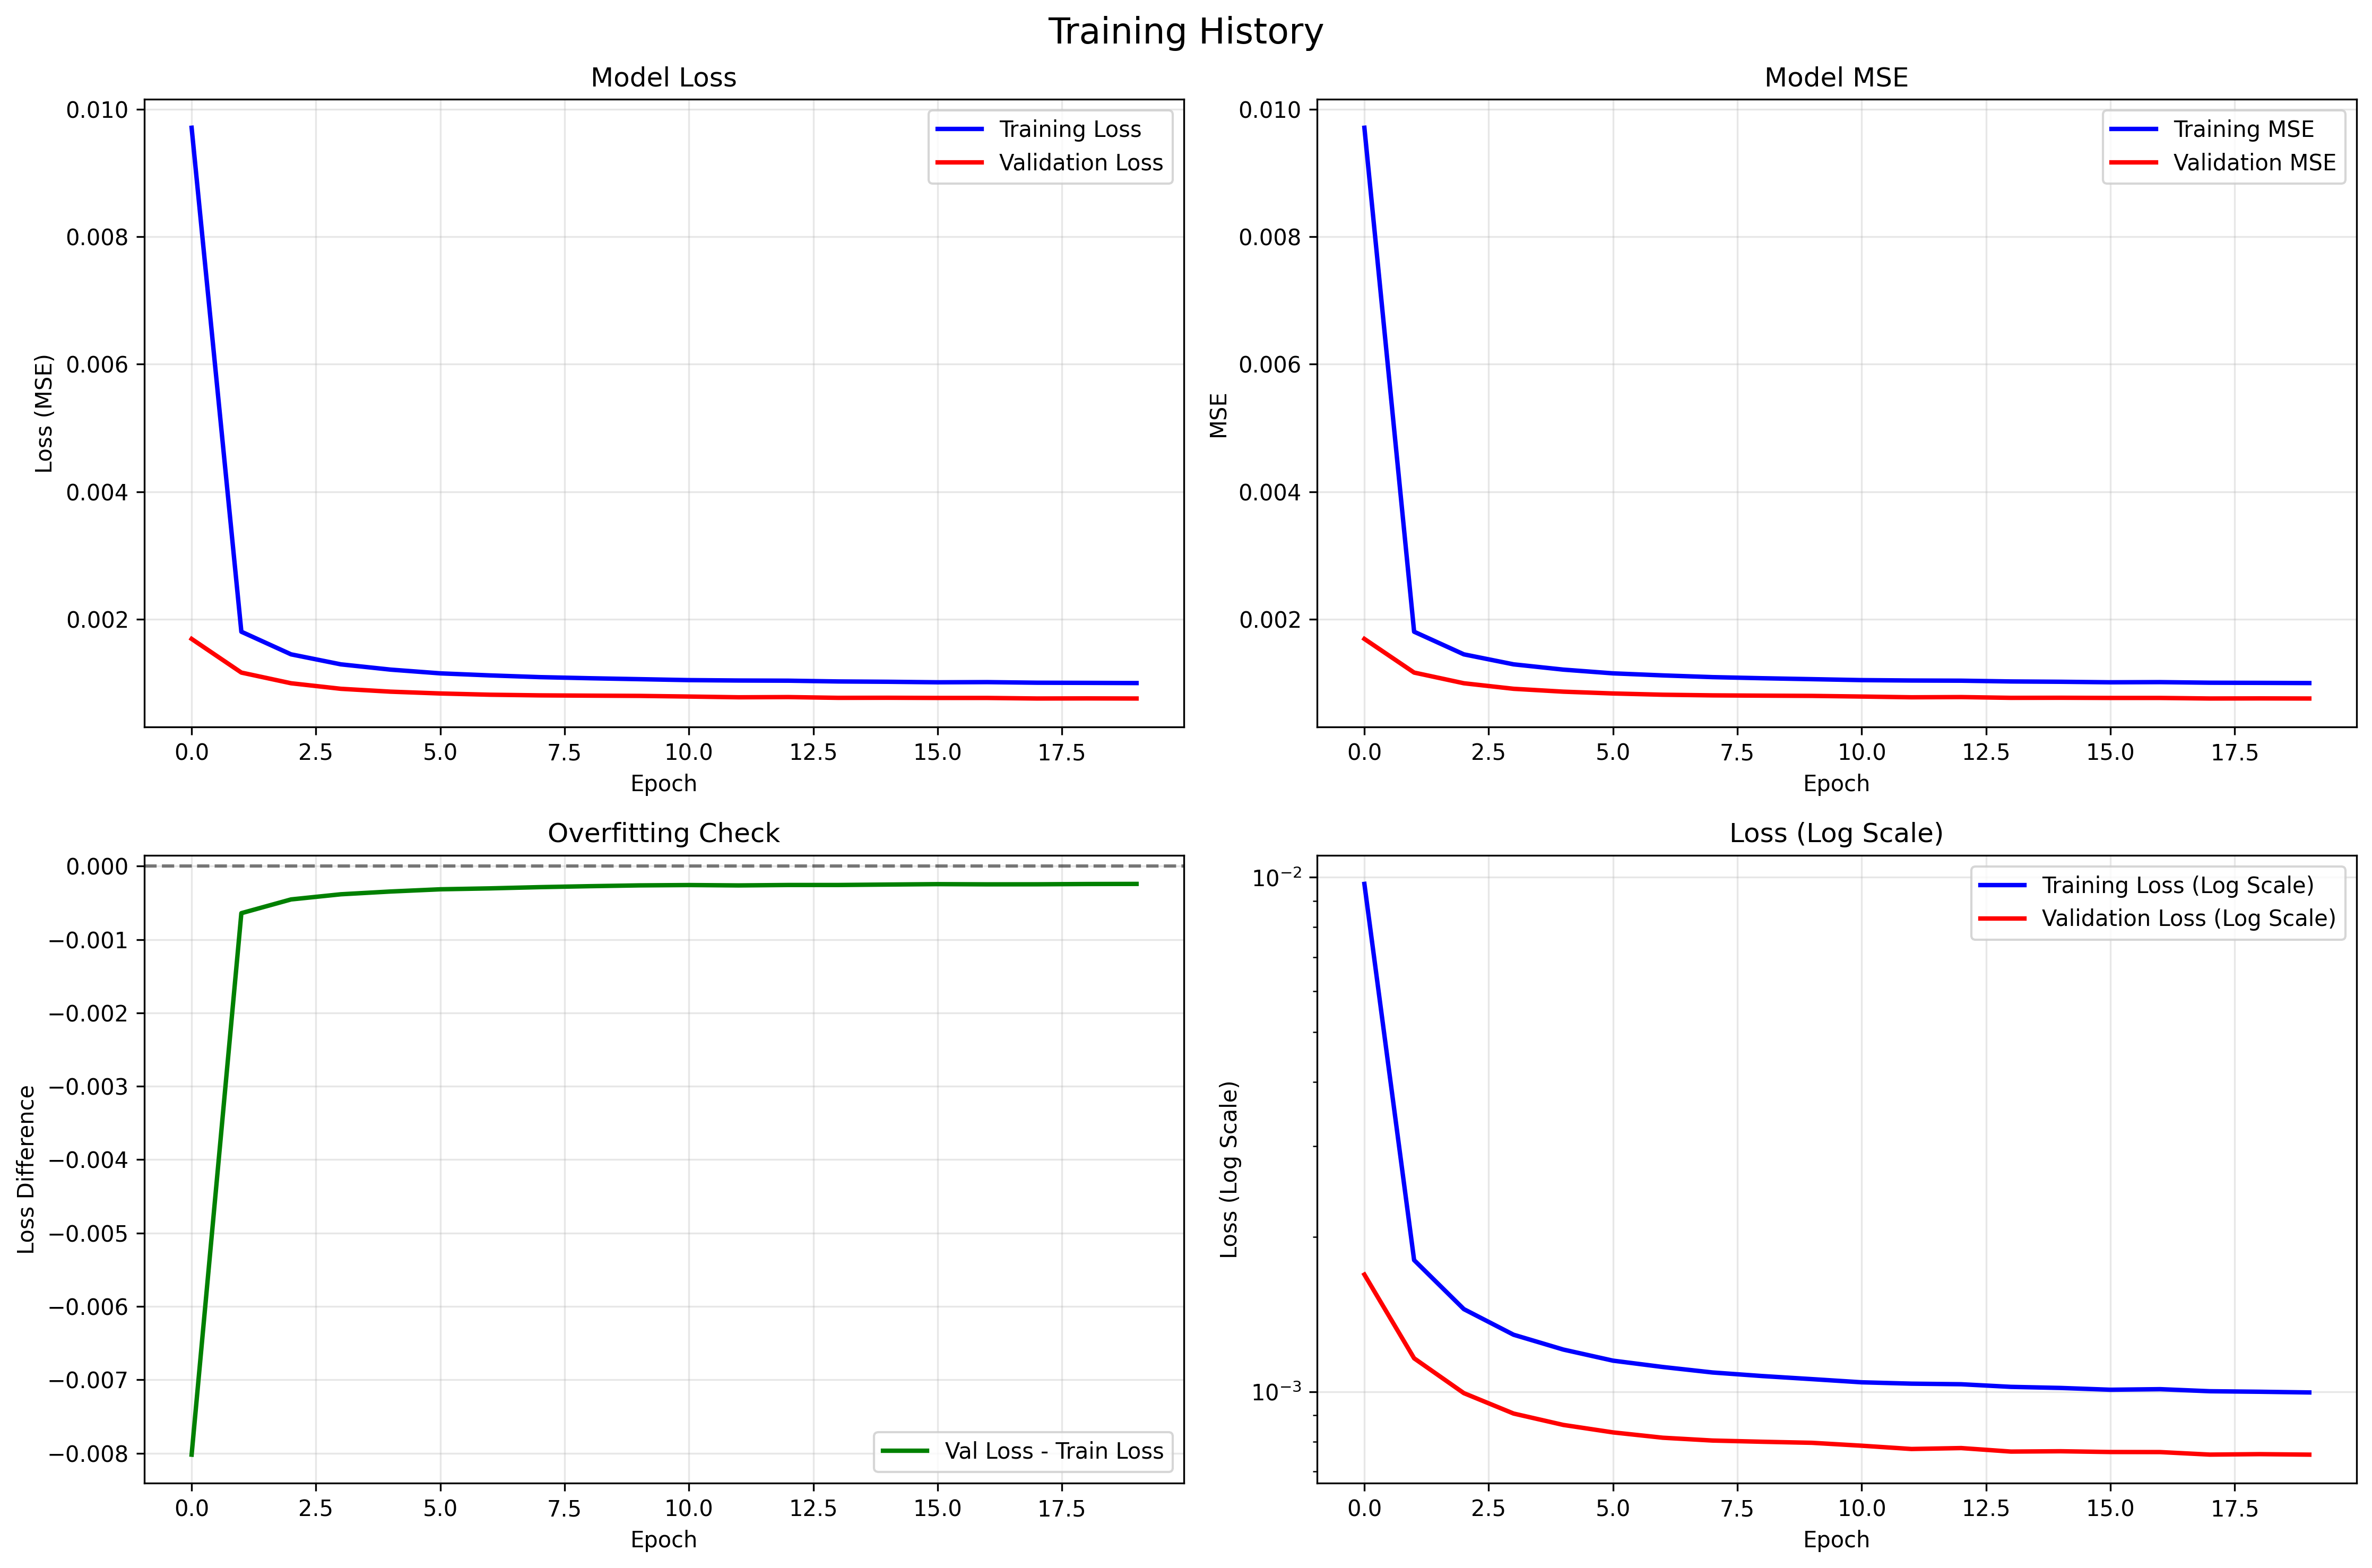 Training History
Model Loss
0.010
0.008
0.006
0.004
0.002
Loss (MSE)
0.0 2.5 5.0 7.5 10.0 12.5 15.0 17.5
Epoch
Training Loss
Validation Loss
Model MSE
0.010
0.008
0.006
0.004
0.002
MSE
0.0 2.5 5.0 7.5 10.0 12.5 15.0 17.5
Epoch
Training MSE
Validation MSE
Overfitting Check
0.000
−0.001
−0.002
−0.003
−0.004
−0.005
−0.006
−0.007
−0.008
Loss Difference
0.0 2.5 5.0 7.5 10.0 12.5 15.0 17.5
Epoch
Val Loss - Train Loss
Loss (Log Scale)
10⁻²
10⁻³
Loss (Log Scale)
0.0 2.5 5.0 7.5 10.0 12.5 15.0 17.5
Epoch
Training Loss (Log Scale)
Validation Loss (Log Scale)